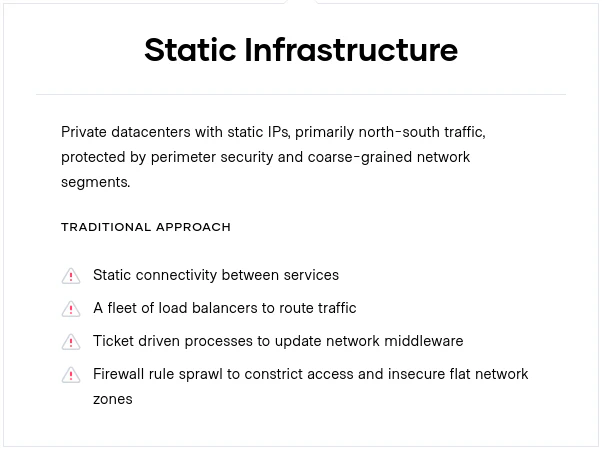 Static Infrastructure
Private datacenters with static IPs, primarily north-south traffic,
protected by perimeter security and coarse-grained network
segments.
TRADITIONAL APPROACH
Static connectivity between services
A fleet of load balancers to route traffic
Ticket driven processes to update network middleware
Firewall rule sprawl to constrict access and insecure flat network
zones